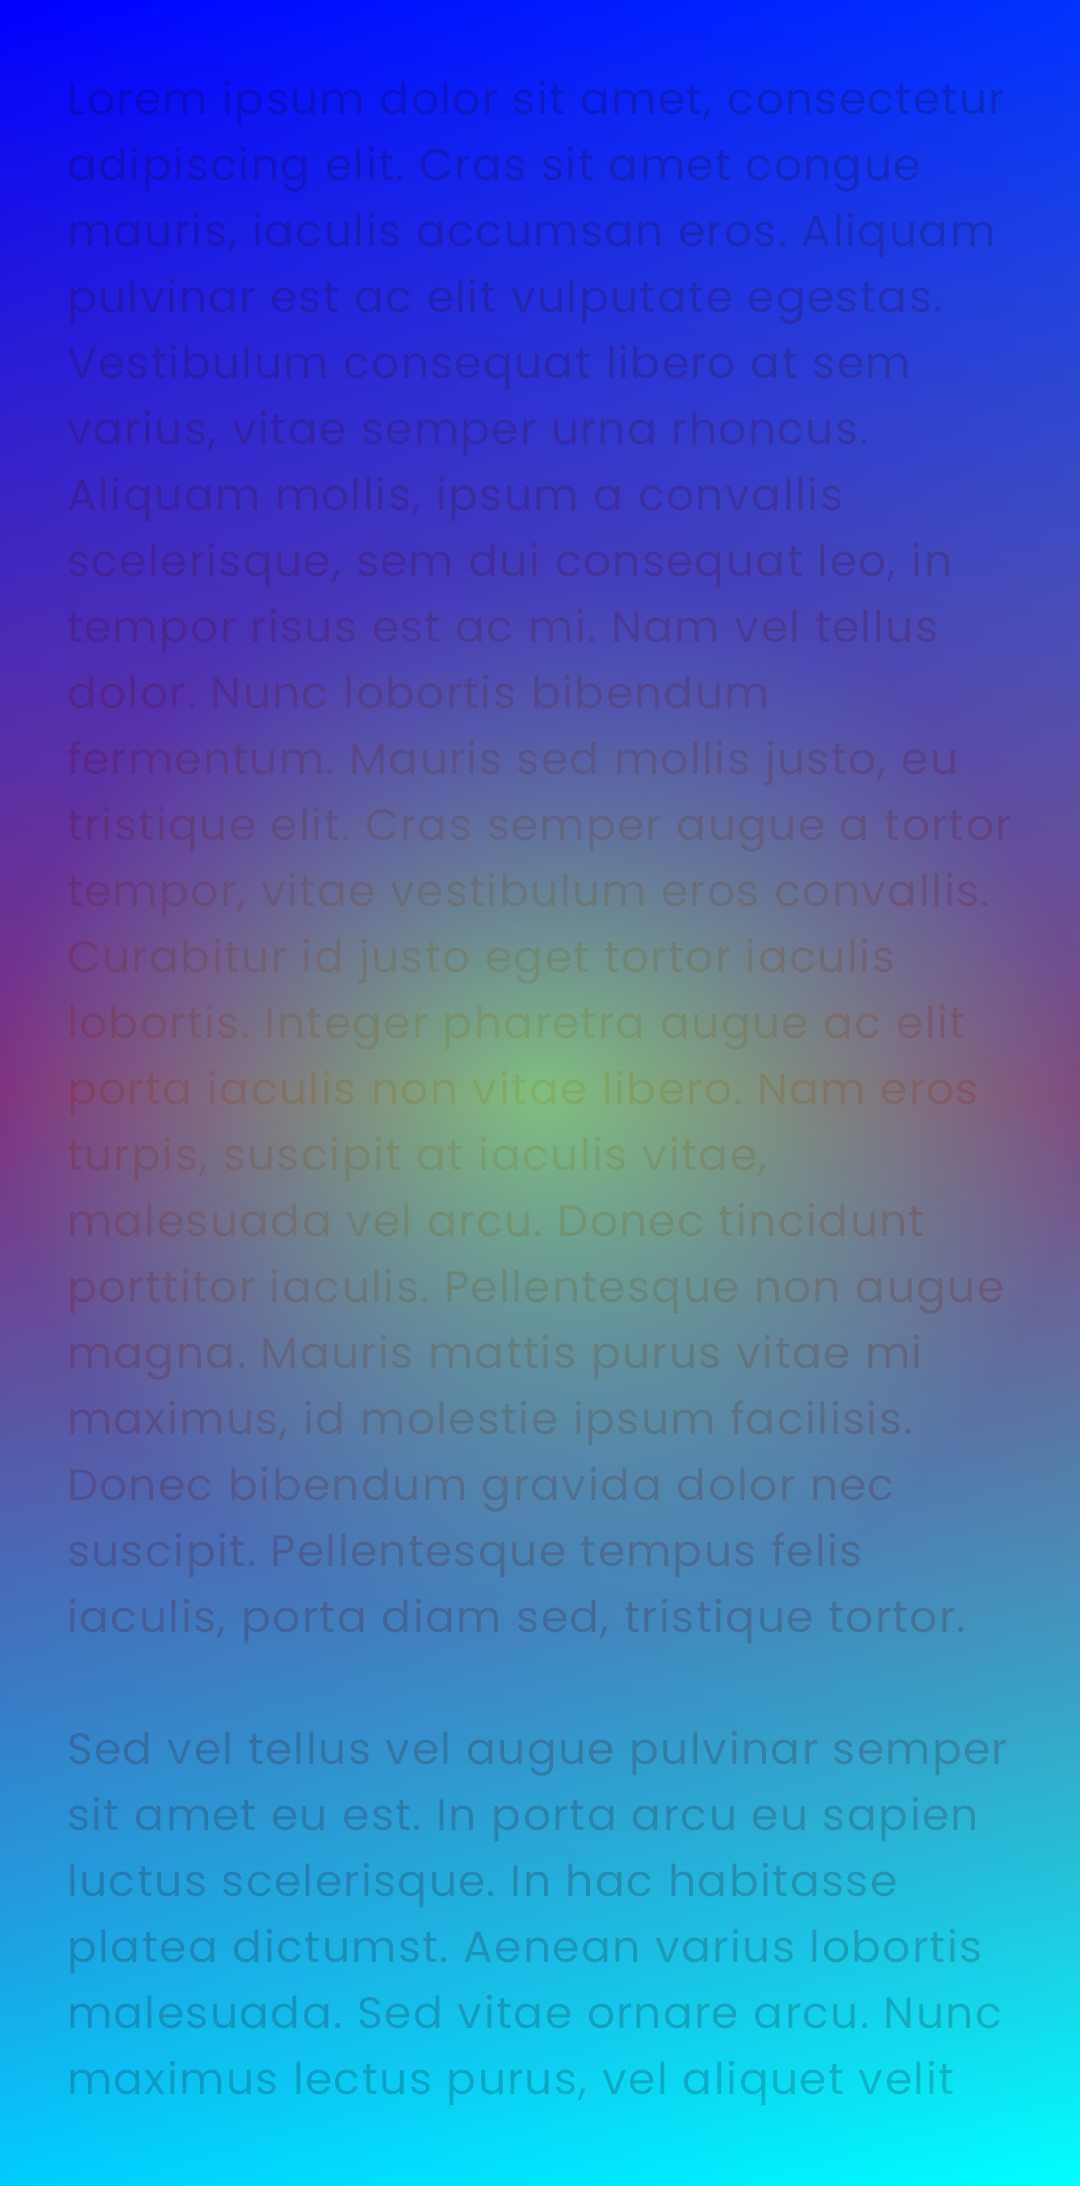 Lorem ipsum dolor sit amet, consectetur
adipiscing elit. Cras sit amet congue
mauris, iaculis accumsan eros. Aliquam
pulvinar est ac elit vulputate egestas.
Vestibulum consequat libero at sem
varius, vitae semper urna rhoncus.
Aliquam mollis, ipsum a convallis
scelerisque, sem dui consequat leo, in
tempor risus est ac mi. Nam vel tellus
dolor. Nunc lobortis bibendum
fermentum. Mauris sed mollis justo, eu
tristique elit. Cras semper augue a tortor
tempor, vitae vestibulum eros convallis.
Curabitur id justo eget tortor iaculis
lobortis. Integer pharetra augue ac elit
porta iaculis non vitae libero. Nam eros
turpis, suscipit at iaculis vitae,
malesuada vel arcu. Donec tincidunt
porttitor iaculis. Pellentesque non augue
magna. Mauris mattis purus vitae mi
maximus, id molestie ipsum facilisis.
Donec bibendum gravida dolor nec
suscipit. Pellentesque tempus felis
iaculis, porta diam sed, tristique tortor.

Sed vel tellus vel augue pulvinar semper
sit amet eu est. In porta arcu eu sapien
luctus scelerisque. In hac habitasse
platea dictumst. Aenean varius lobortis
malesuada. Sed vitae ornare arcu. Nunc
maximus lectus purus, vel aliquet velit